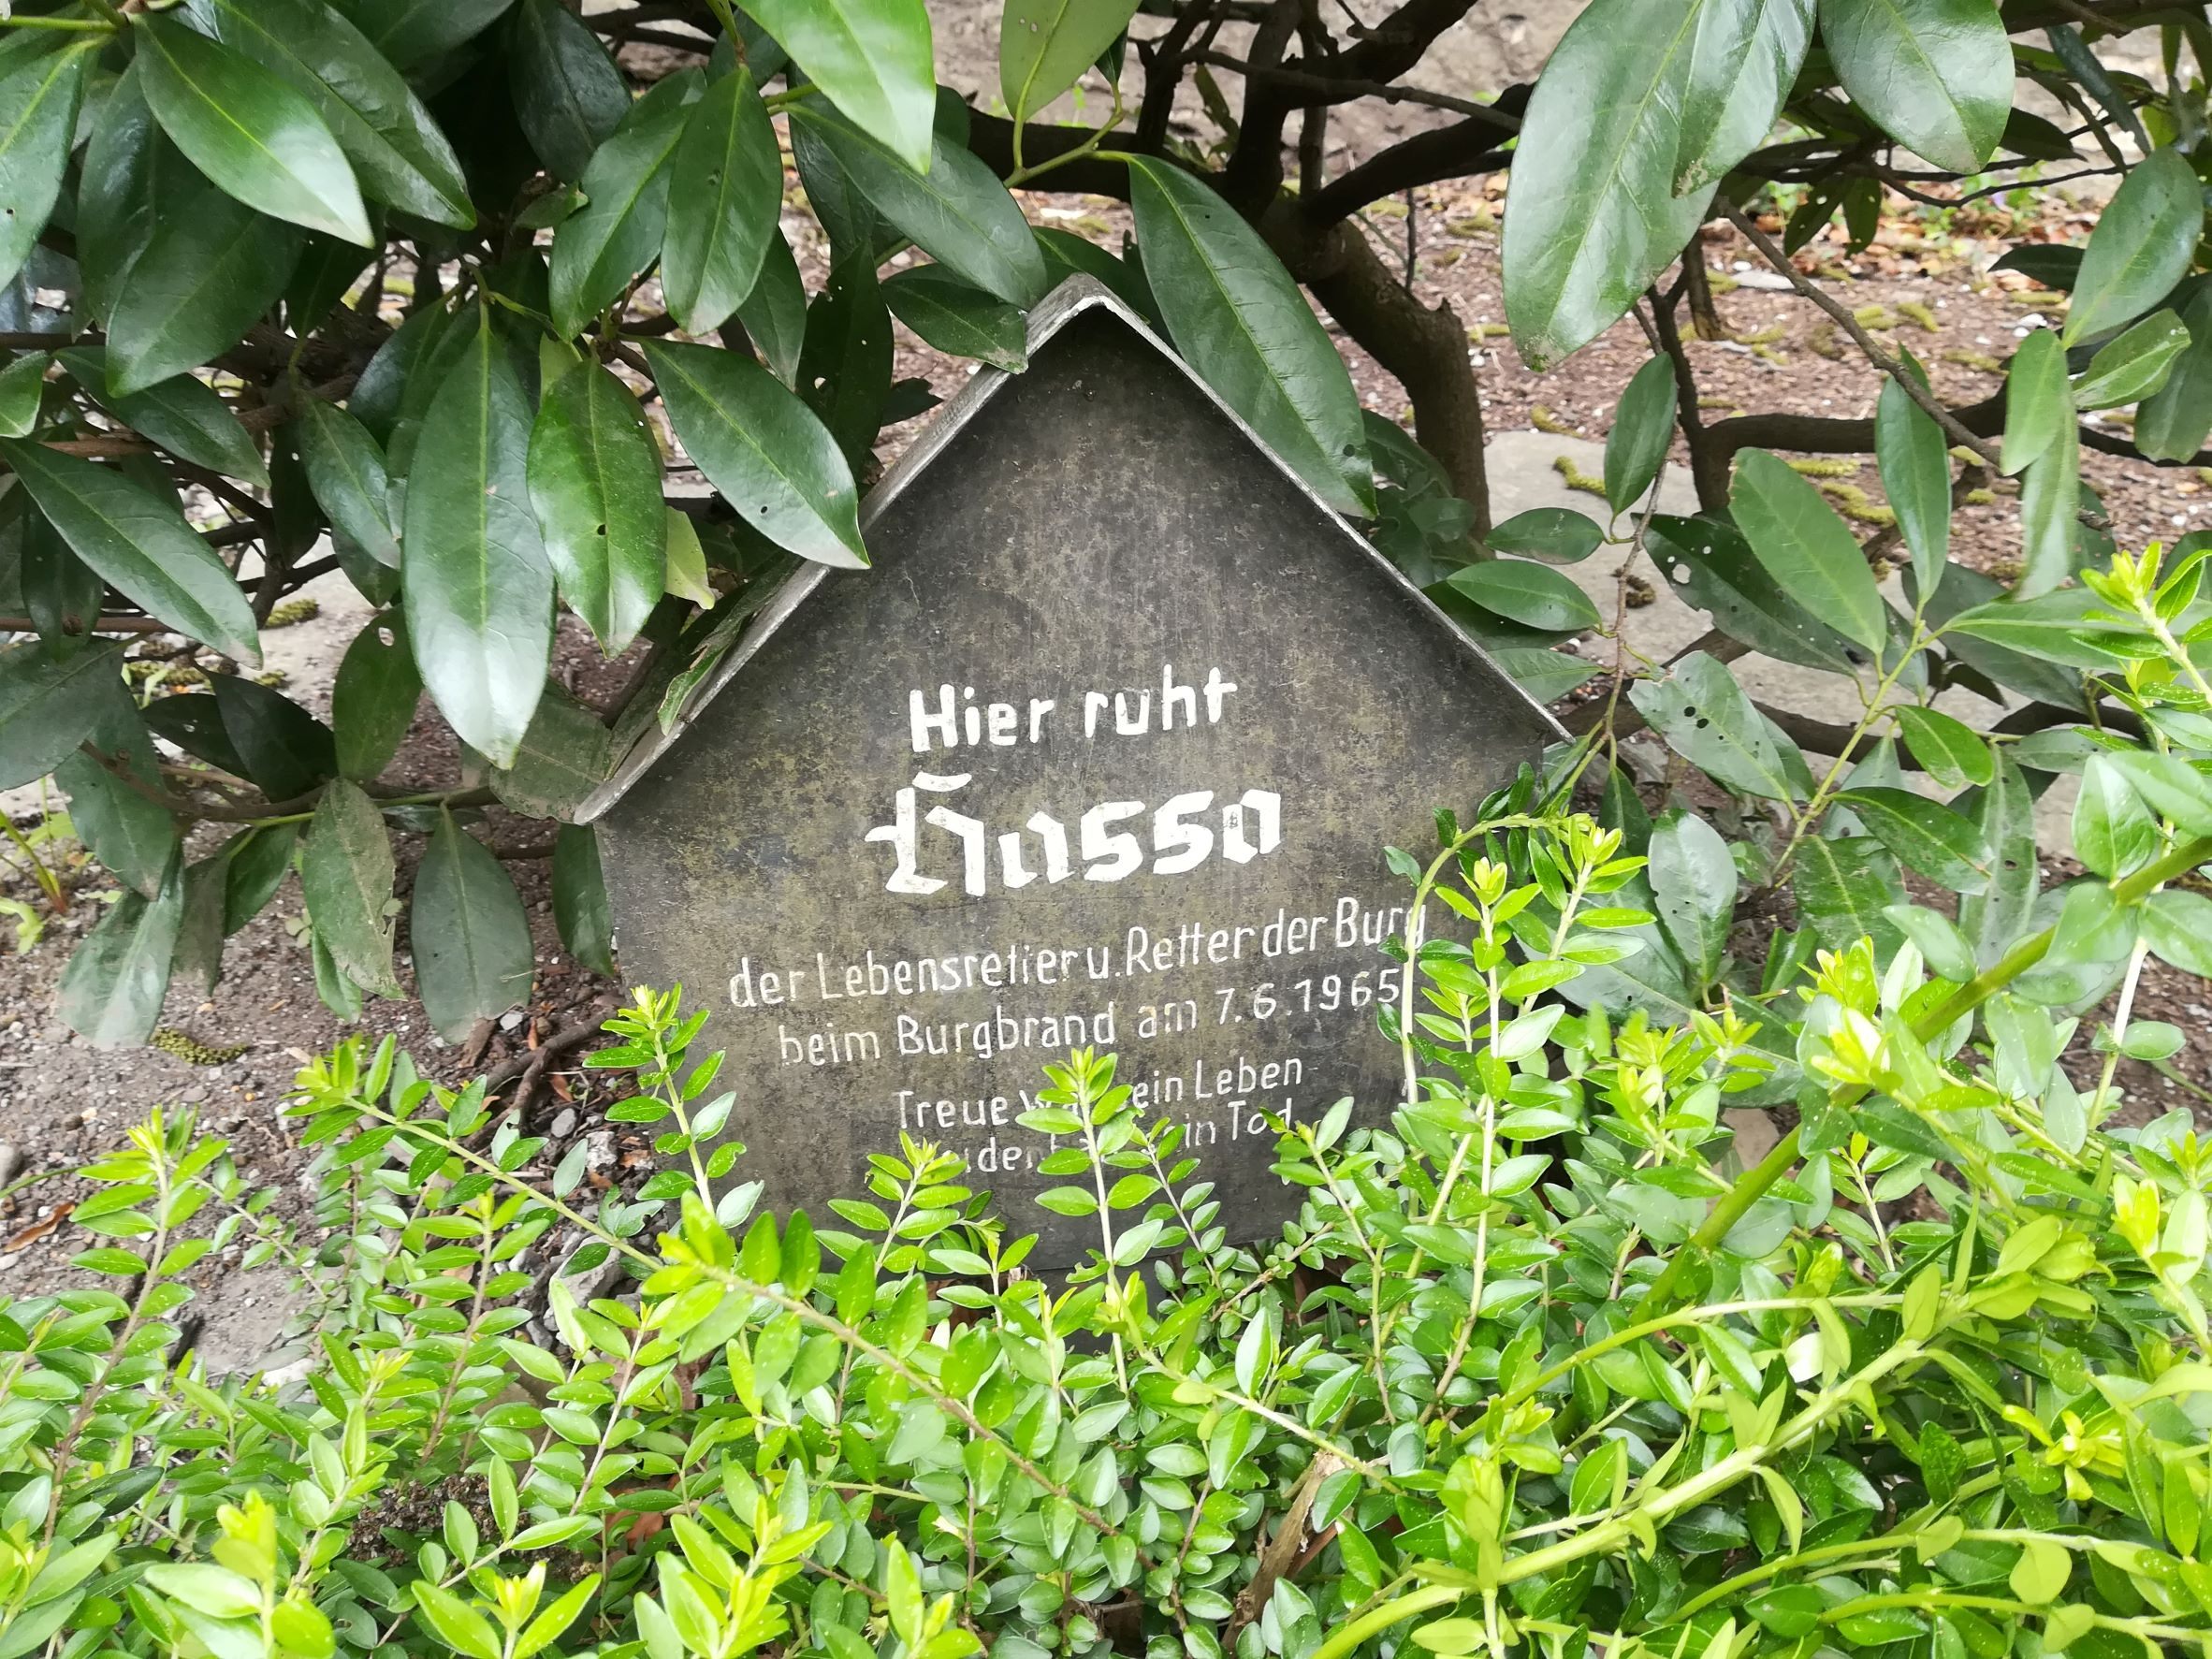 Hier ruht
Hasso
der Lebensretter u. Retter der Burg
beim Burgbrand am 7.6.1965
Treue ein Leben
Tod